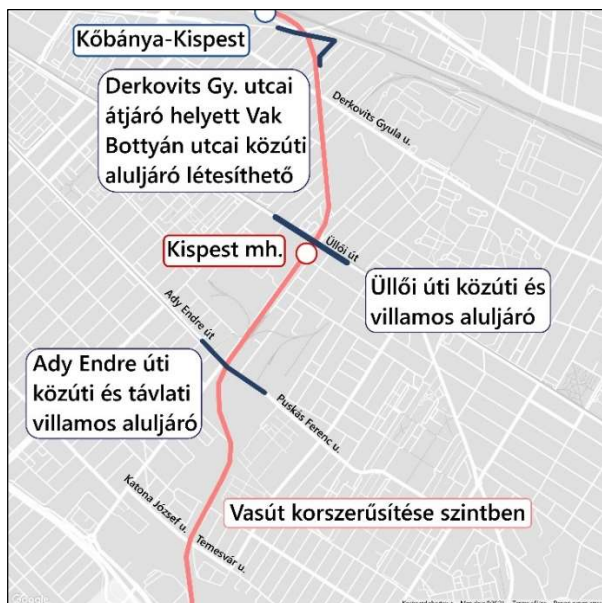 Kőbánya-Kispest
Derkovits Gy. utcai
átjáró helyett Vak
Bottyán utcai közúti
aluljáró létesíthető
Derkovits Gyula u.
Üllői út
Kispest mh.
Üllői úti közúti és
villamos aluljáró
Ady Endre út
Ady Endre úti
közúti és távlati
villamos aluljáró
Puskás Ferenc u.
Katona József u.
Temesvár u.
Vasút korszerűsítése szintben
Google